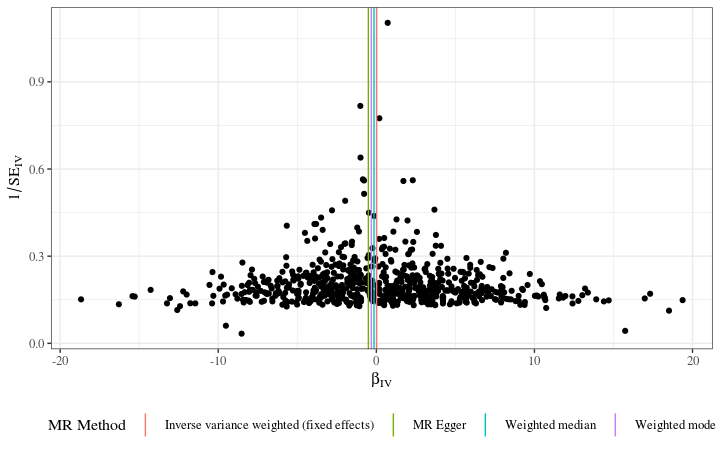 0.9
0.6
0.3
0.0
1/SE_IV
-20
-10
0
10
20
β_IV
MR Method
Inverse variance weighted (fixed effects)
MR Egger
Weighted median
Weighted mode